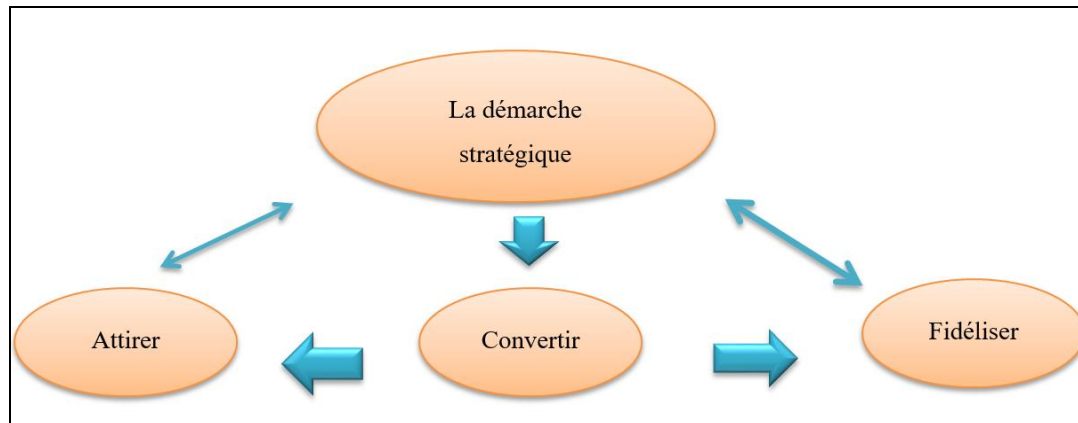 La démarche
stratégique
Attirer
Convertir
Fidéliser